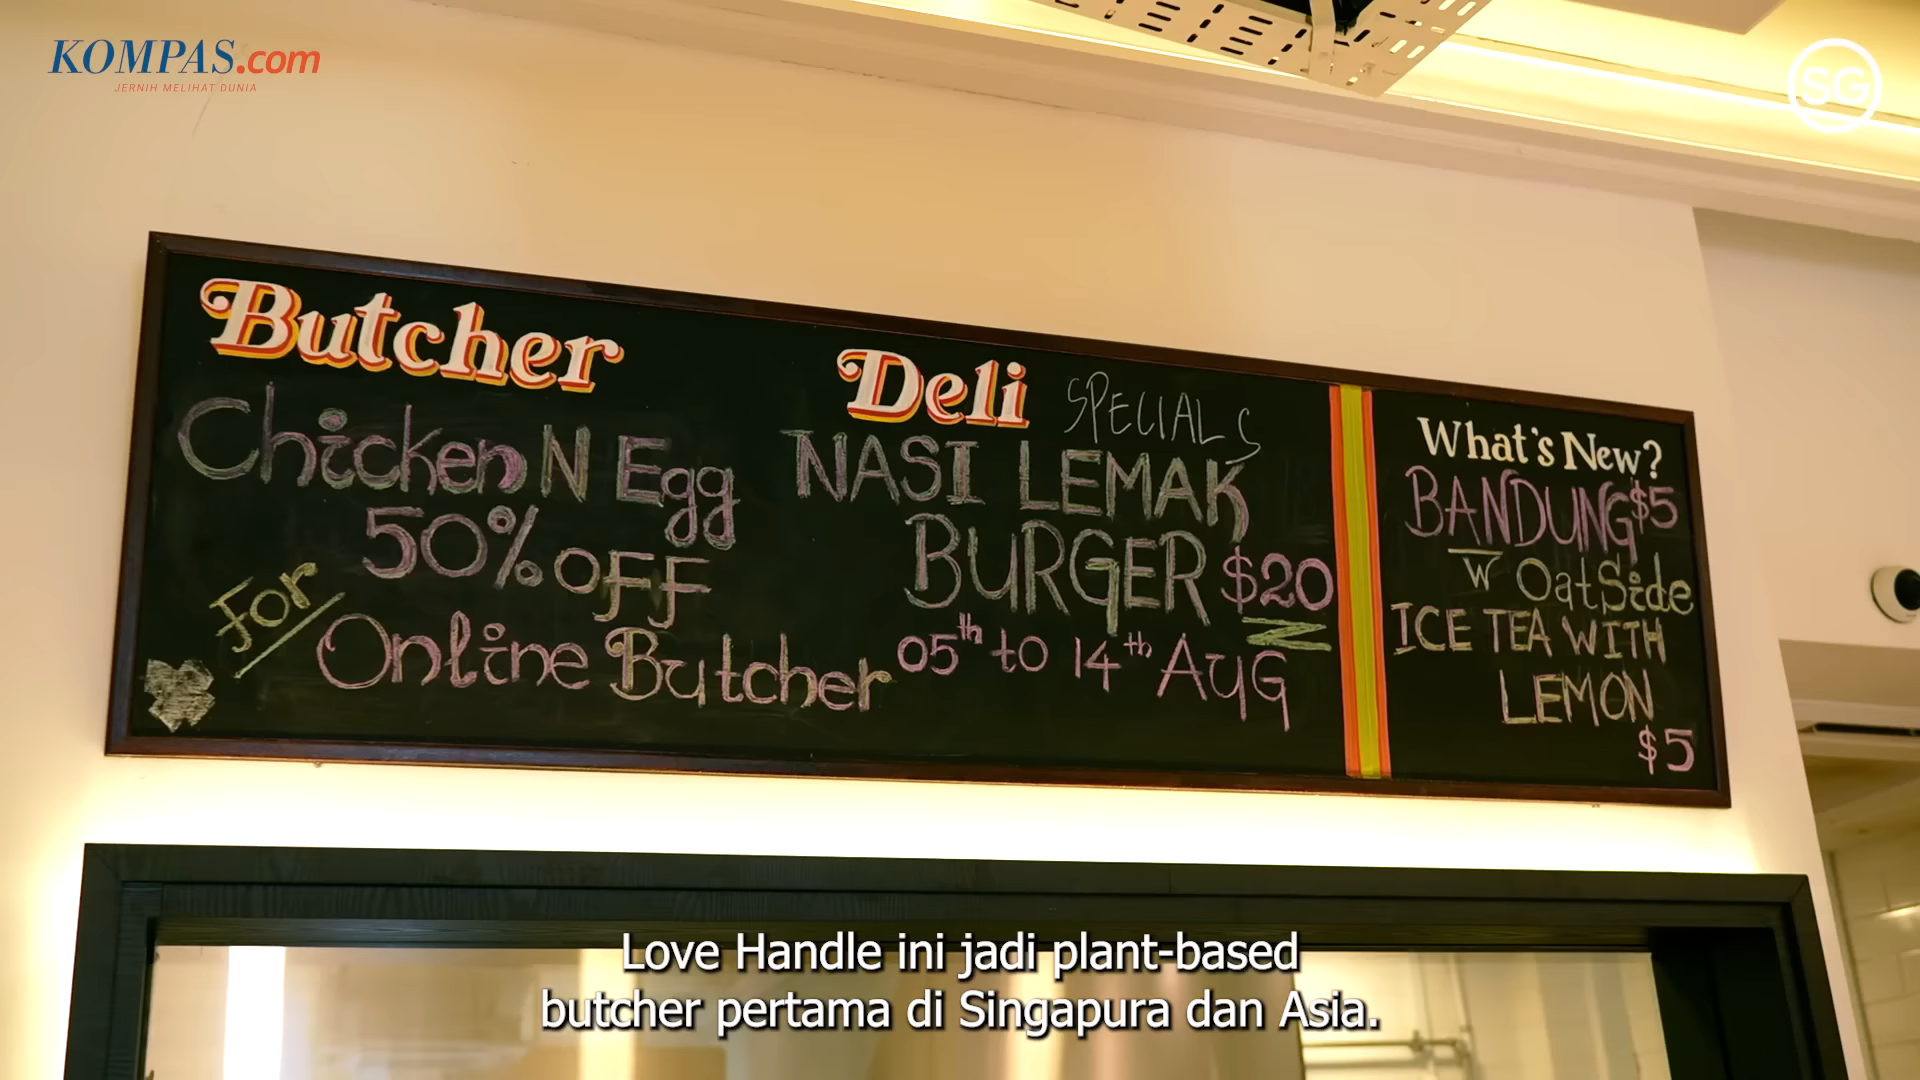 KOMPAS.com
JERNIH MELIHAT DUNIA
SG
Butcher
Chicken N Egg
50% OFF
For
Online Butcher
Deli SPECIALS
NASI LEMAK
BURGER $20
05th to 14th AUG
What's New?
BANDUNG $5
W OatSide
ICE TEA WITH
LEMON
$5
Love Handle ini jadi plant-based
butcher pertama di Singapura dan Asia.